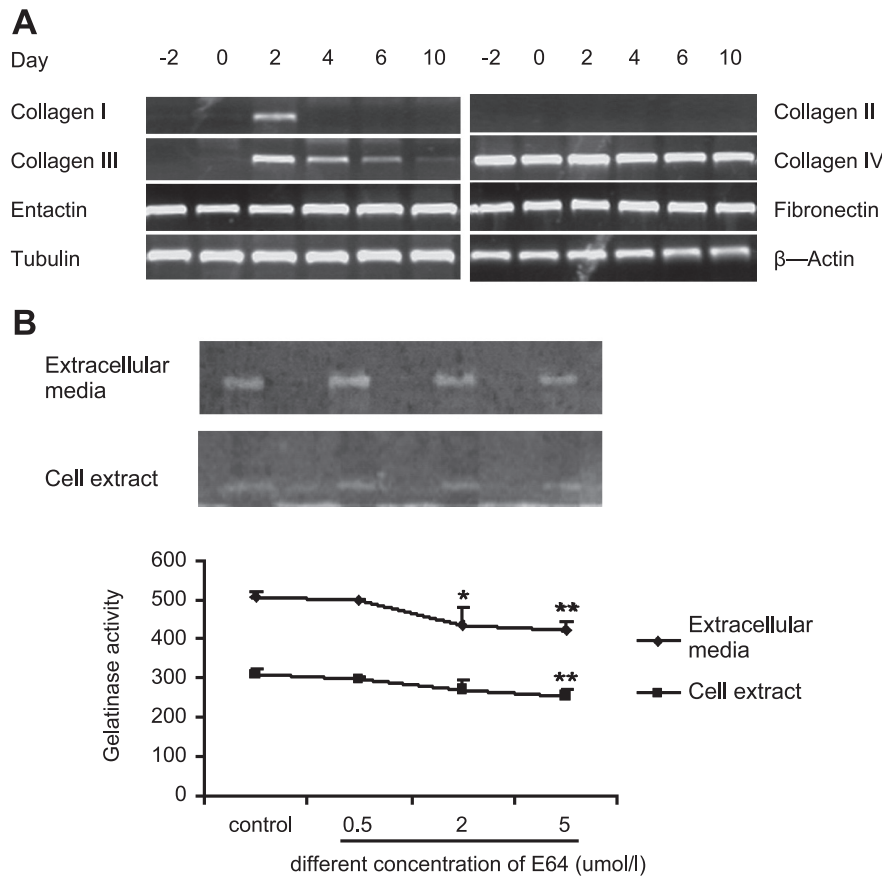 A
Day -2 0 2 4 6 10 -2 0 2 4 6 10
Collagen I Collagen II
Collagen III Collagen IV
Entactin Fibronectin
Tubulin β—Actin
B
Extracellular
media
Cell extract
600
500
400
300
200
100
0
Gelatinase activity
* **
**
Extracellular
media
Cell extract
control 0.5 2 5
different concentration of E64 (umol/l)